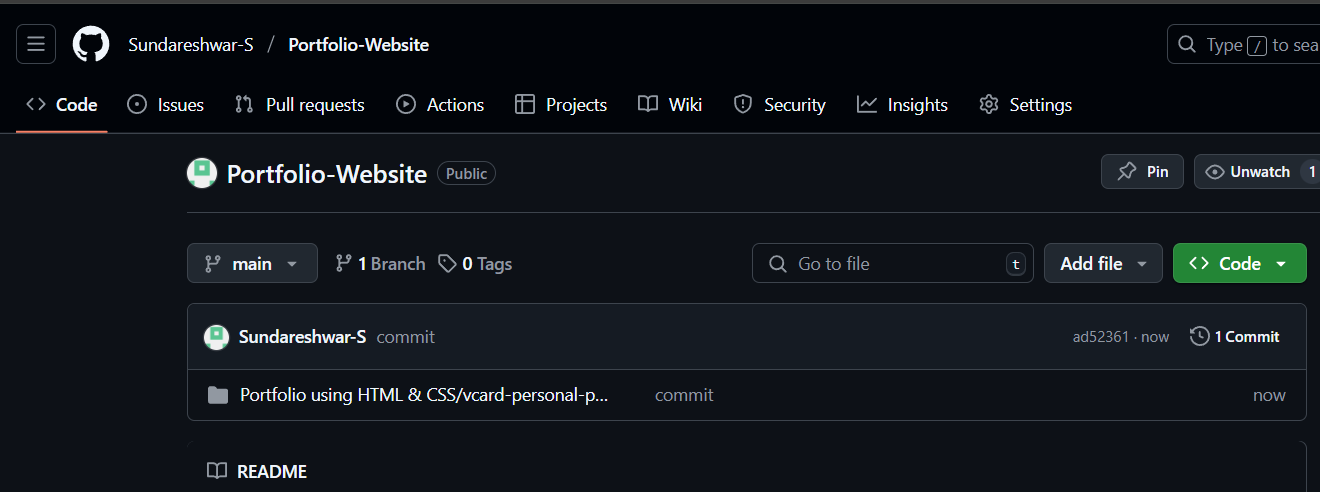 Sundareshwar-S / Portfolio-Website
Type / to sea
Code Issues Pull requests Actions Projects Wiki Security Insights Settings
Portfolio-Website Public Pin Unwatch 1
main 1 Branch 0 Tags Go to file t Add file Code
Sundareshwar-S commit ad52361 · now 1 Commit
Portfolio using HTML & CSS/vcard-personal-p... commit now
README